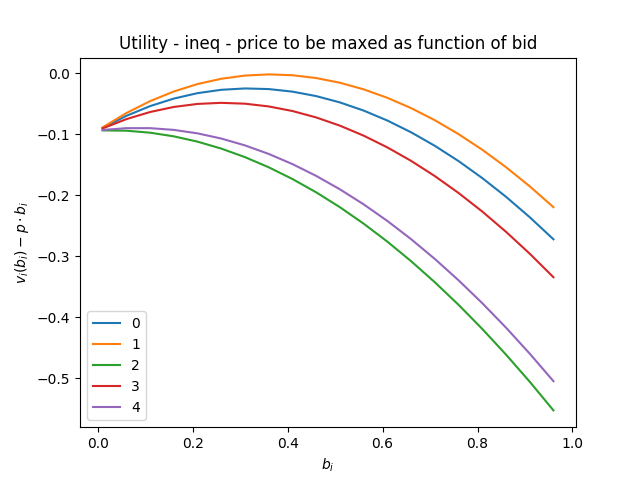 Utility - ineq - price to be maxed as function of bid
0.0
−0.1
−0.2
−0.3
−0.4
−0.5
v_i(b_i) − p · b_i
0
1
2
3
4
0.0 0.2 0.4 0.6 0.8 1.0
b_i